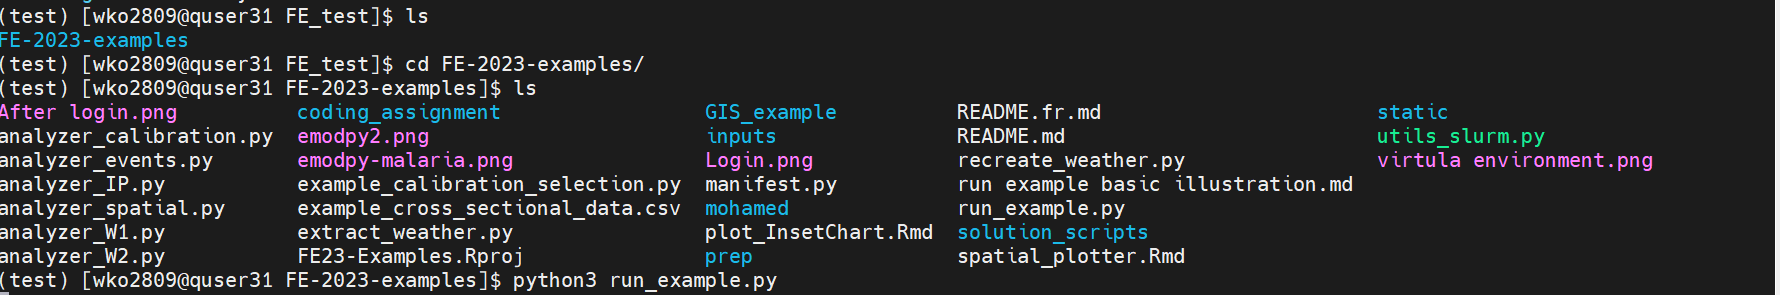 (test) [wko2809@quser31 FE_test]$ ls
FE-2023-examples
(test) [wko2809@quser31 FE_test]$ cd FE-2023-examples/
(test) [wko2809@quser31 FE-2023-examples]$ ls
After login.png coding_assignment GIS_example README.fr.md static
analyzer_calibration.py emodpy2.png inputs README.md utils_slurm.py
analyzer_events.py emodpy-malaria.png Login.png recreate_weather.py virtula environment.png
analyzer_IP.py example_calibration_selection.py manifest.py run example basic illustration.md
analyzer_spatial.py example_cross_sectional_data.csv mohamed run_example.py
analyzer_W1.py extract_weather.py plot_InsetChart.Rmd solution_scripts
analyzer_W2.py FE23-Examples.Rproj prep spatial_plotter.Rmd
(test) [wko2809@quser31 FE-2023-examples]$ python3 run_example.py